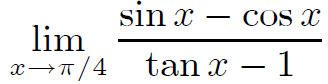 lim x→π/4 (sin x − cos x)/(tan x − 1)